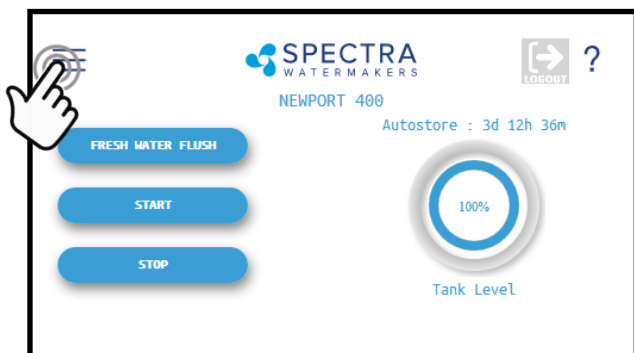 SPECTRA
WATERMAKERS
LOGOUT
?
NEWPORT 400
Autostore : 3d 12h 36m
FRESH WATER FLUSH
START
100%
STOP
Tank Level